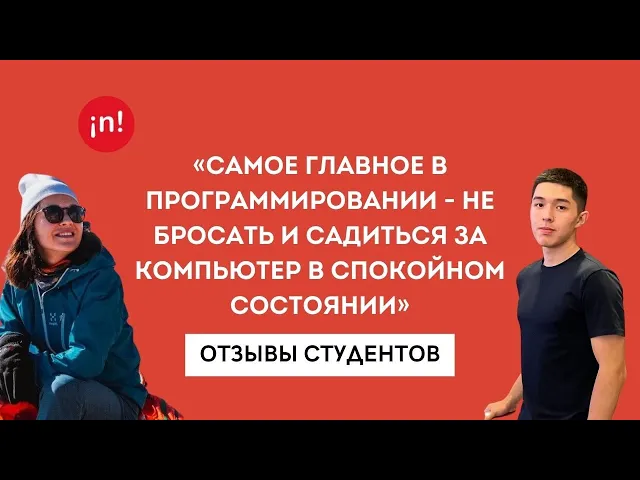 ¡n!
«САМОЕ ГЛАВНОЕ В
ПРОГРАММИРОВАНИИ - НЕ
БРОСАТЬ И САДИТЬСЯ ЗА
КОМПЬЮТЕР В СПОКОЙНОМ
СОСТОЯНИИ»
ОТЗЫВЫ СТУДЕНТОВ